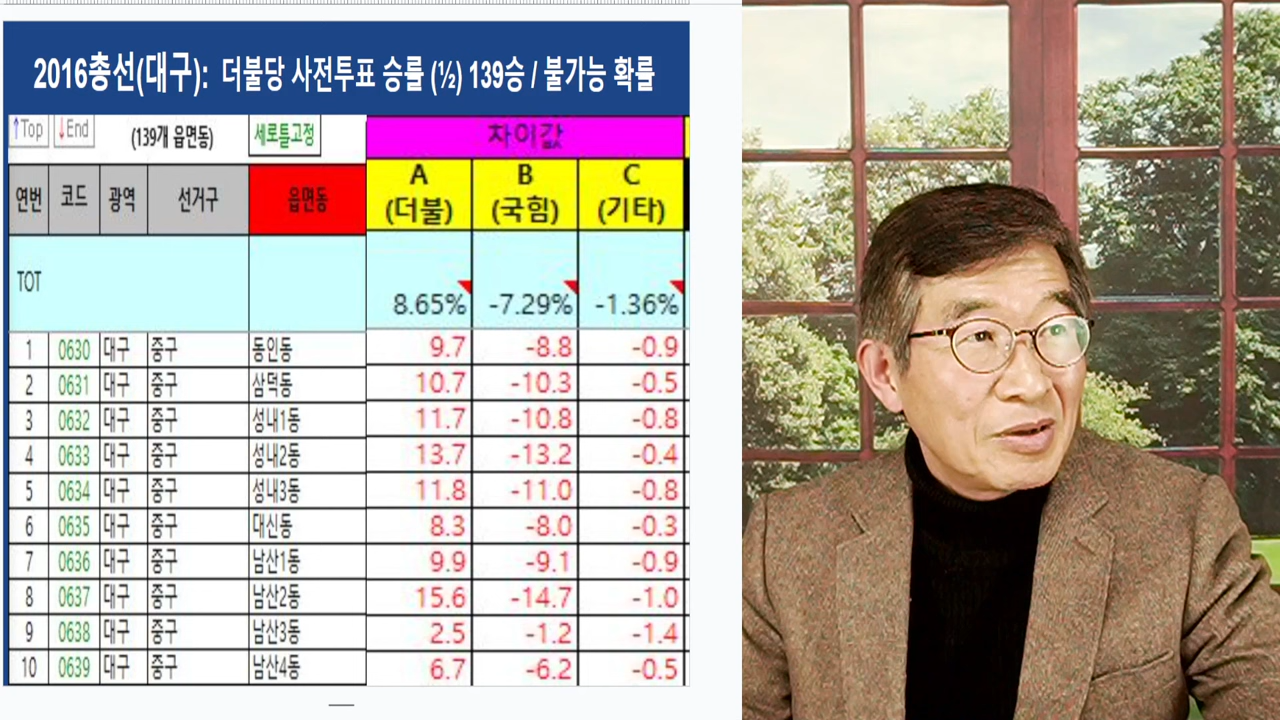 2016총선(대구): 더불당 사전투표 승률 (½) 139승 / 불가능 확률
↑Top ↓End (139개 읍면동) 세로틀고정 차이값
연번 코드 광역 선거구 읍면동 A (더불) B (국힘) C (기타)
TOT 8.65% -7.29% -1.36%
1 0630 대구 중구 동인동 9.7 -8.8 -0.9
2 0631 대구 중구 삼덕동 10.7 -10.3 -0.5
3 0632 대구 중구 성내1동 11.7 -10.8 -0.8
4 0633 대구 중구 성내2동 13.7 -13.2 -0.4
5 0634 대구 중구 성내3동 11.8 -11.0 -0.8
6 0635 대구 중구 대신동 8.3 -8.0 -0.3
7 0636 대구 중구 남산1동 9.9 -9.1 -0.9
8 0637 대구 중구 남산2동 15.6 -14.7 -1.0
9 0638 대구 중구 남산3동 2.5 -1.2 -1.4
10 0639 대구 중구 남산4동 6.7 -6.2 -0.5